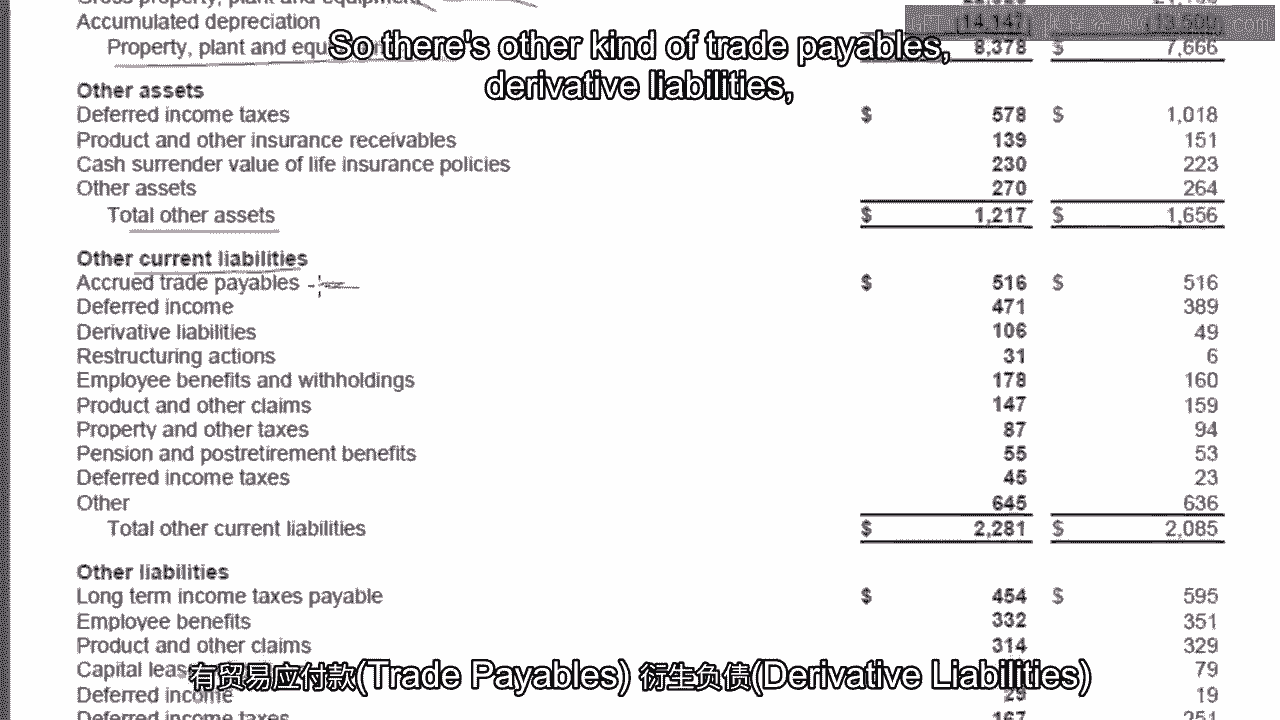 Gross property, plant and equipment
Accumulated depreciation (14,147)
So there's other kind of trade payables,
Property, plant and equ 8,378 $ 7,666
derivative liabilities,
Other assets
Deferred income taxes $ 578 $ 1,018
Product and other insurance receivables 139 151
Cash surrender value of life insurance policies 230 223
Other assets 270 264
Total other assets $ 1,217 $ 1,656
Other current liabilities
Accrued trade payables $ 516 $ 516
Deferred income 471 389
Derivative liabilities 106 49
Restructuring actions 31 6
Employee benefits and withholdings 178 160
Product and other claims 147 159
Property and other taxes 87 94
Pension and postretirement benefits 55 53
Deferred income taxes 45 23
Other 645 636
Total other current liabilities $ 2,281 $ 2,085
Other liabilities
Long term income taxes payable $ 454 $ 595
Employee benefits 332 351
Product and other claims 314 329
Capital leas 79
有贸易应付款(Trade Payables) 衍生负债(Derivative Liabilities)
Deferred income 29 19
Deferred income taxes 167 251